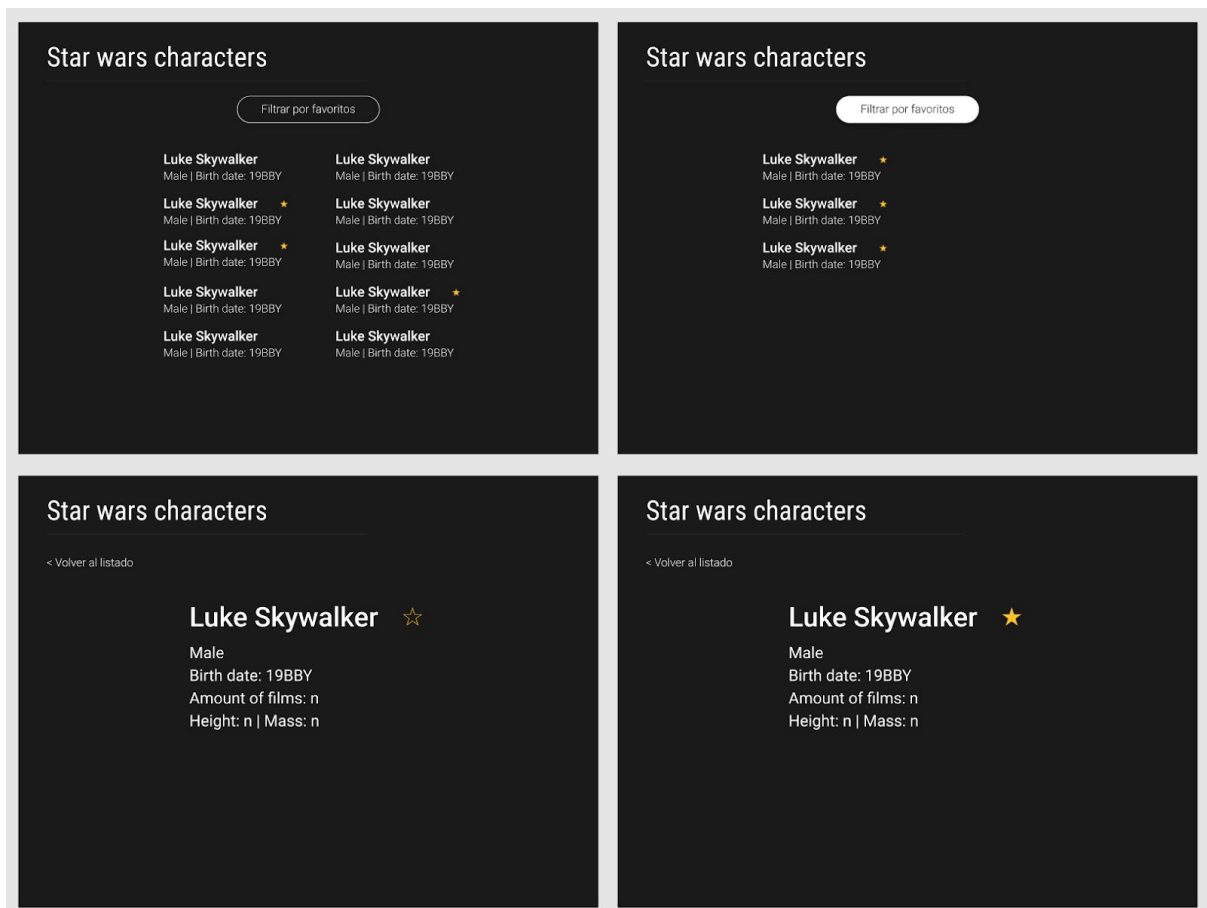 Star wars characters
Filtrar por favoritos
Luke Skywalker
Male | Birth date: 19BBY
Luke Skywalker ★
Male | Birth date: 19BBY
Luke Skywalker ★
Male | Birth date: 19BBY
Luke Skywalker
Male | Birth date: 19BBY
Luke Skywalker
Male | Birth date: 19BBY
Luke Skywalker
Male | Birth date: 19BBY
Luke Skywalker
Male | Birth date: 19BBY
Luke Skywalker
Male | Birth date: 19BBY
Luke Skywalker ★
Male | Birth date: 19BBY
Luke Skywalker
Male | Birth date: 19BBY
Star wars characters
Filtrar por favoritos
Luke Skywalker ★
Male | Birth date: 19BBY
Luke Skywalker ★
Male | Birth date: 19BBY
Luke Skywalker ★
Male | Birth date: 19BBY
Star wars characters
< Volver al listado
Luke Skywalker ☆
Male
Birth date: 19BBY
Amount of films: n
Height: n | Mass: n
Star wars characters
< Volver al listado
Luke Skywalker ★
Male
Birth date: 19BBY
Amount of films: n
Height: n | Mass: n